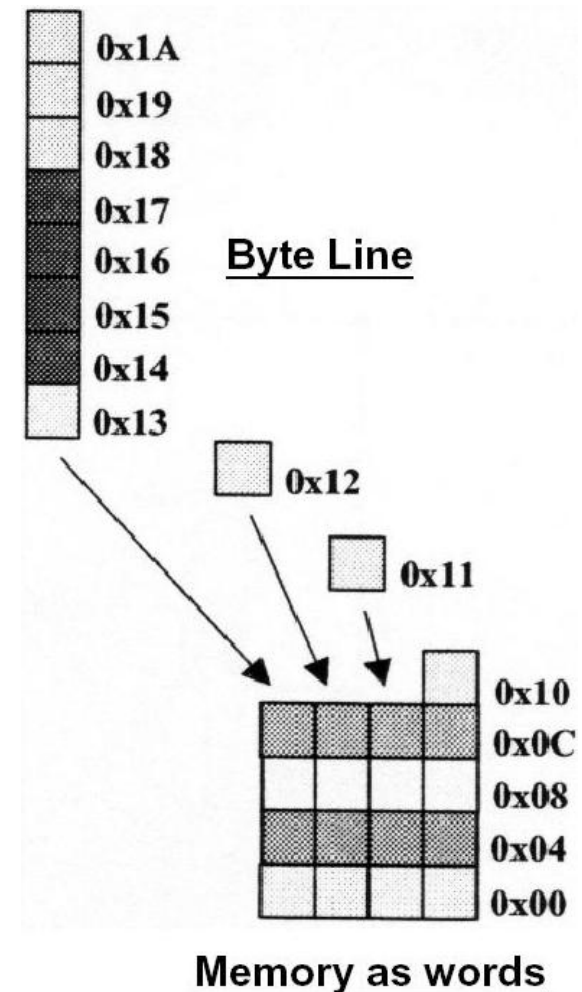 0x1A
0x19
0x18
0x17
0x16
Byte Line
0x15
0x14
0x13
0x12
0x11
0x10
0x0C
0x08
0x04
0x00
Memory as words